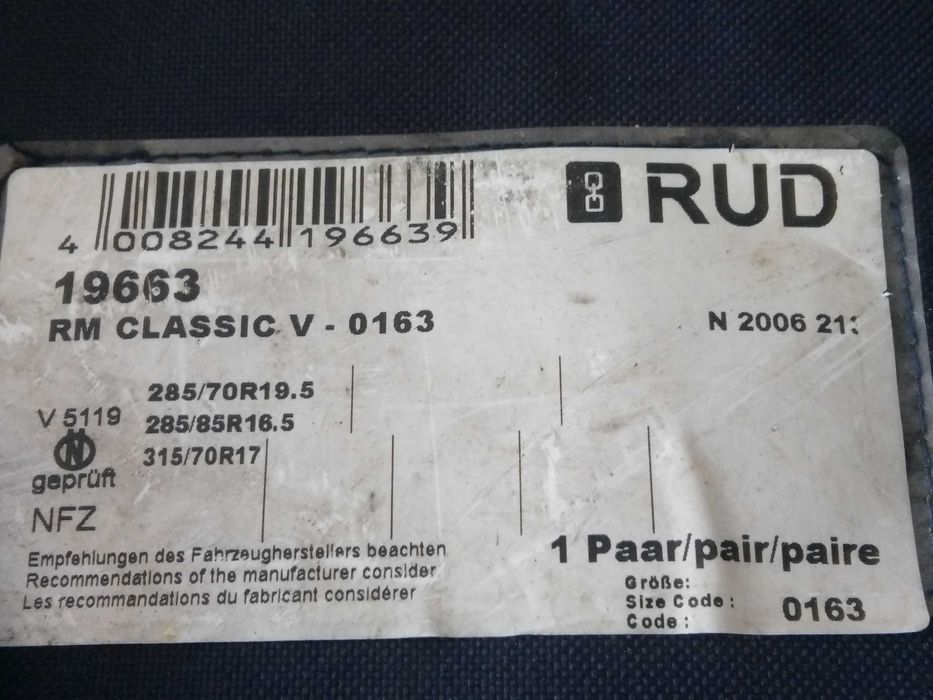 RUD
4 008244 196639
19663
RM CLASSIC V - 0163
N 2006
285/70R19.5
V 5119
285/85R16.5
315/70R17
geprüft
NFZ
Empfehlungen des Fahrzeugherstellers beachten
Recommendations of the manufacturer consider
Les recommandations du fabricant considérer
1 Paar/pair/paire
Größe:
Size Code :
Code :
0163